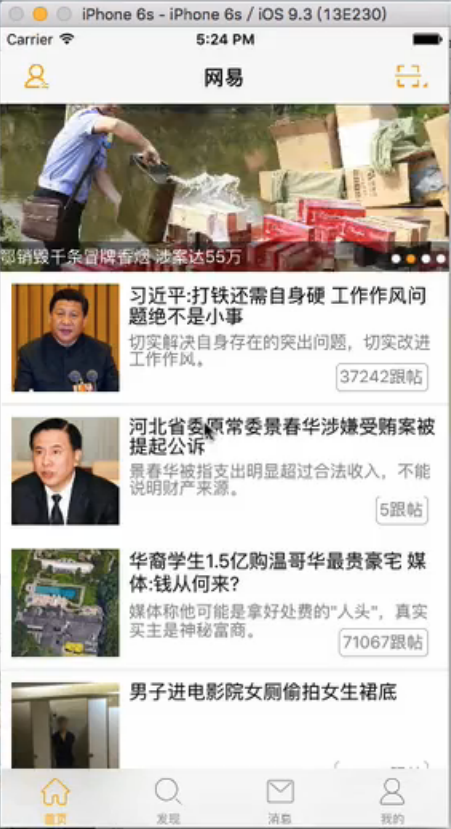 iPhone 6s - iPhone 6s / iOS 9.3 (13E230)
Carrier 5:24 PM
网易
鄂销毁千条冒牌香烟 涉案达55万
习近平:打铁还需自身硬 工作作风问
题绝不是小事
切实解决自身存在的突出问题，切实改进
工作作风。
37242跟帖
河北省委原常委景春华涉嫌受贿案被
提起公诉
景春华被指支出明显超过合法收入，不能
说明财产来源。
5跟帖
华裔学生1.5亿购温哥华最贵豪宅 媒
体:钱从何来?
媒体称他可能是拿好处费的"人头"，真实
买主是神秘富商。
71067跟帖
男子进电影院女厕偷拍女生裙底
首页 发现 消息 我的